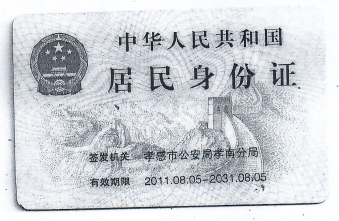 中华人民共和国
居民身份证
签发机关 孝感市公安局孝南分局
有效期限 2011.08.05-2031.08.05